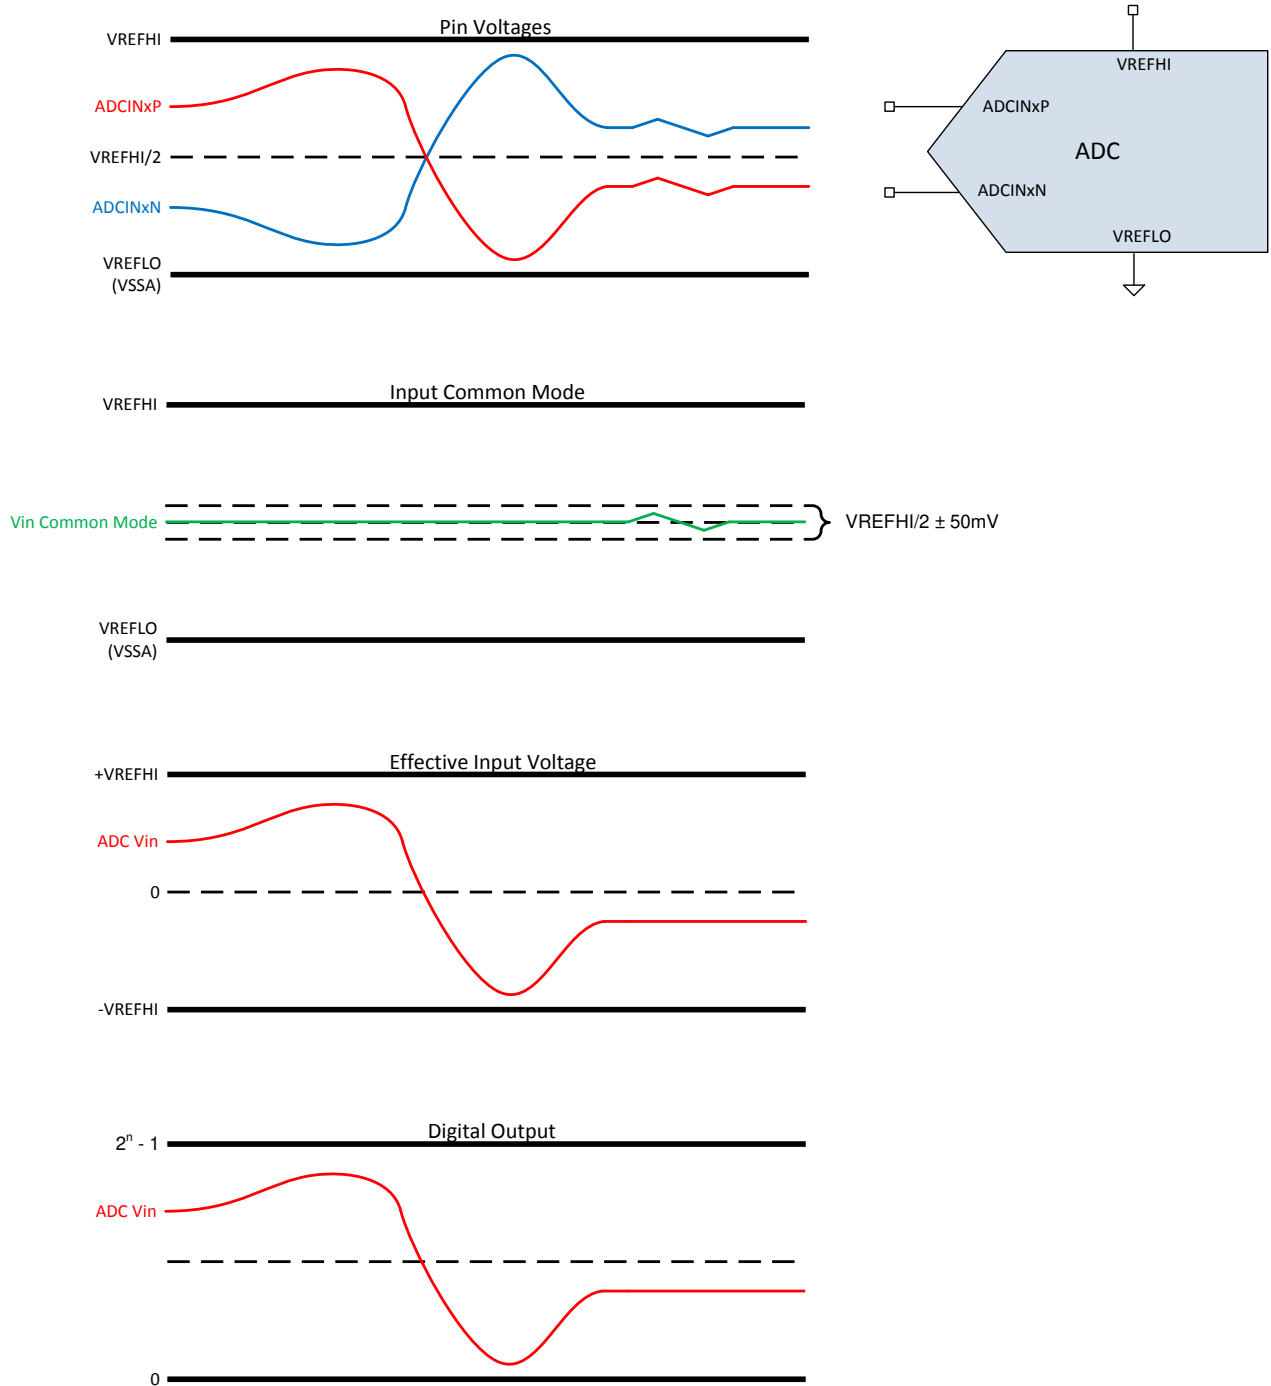 Pin Voltages
VREFHI
ADCINxP
VREFHI/2
ADCINxN
VREFLO
(VSSA)
VREFHI
ADCINxP
ADC
ADCINxN
VREFLO
Input Common Mode
VREFHI
Vin Common Mode
VREFHI/2 ± 50mV
VREFLO
(VSSA)
Effective Input Voltage
+VREFHI
ADC Vin
0
-VREFHI
Digital Output
2ⁿ - 1
ADC Vin
0